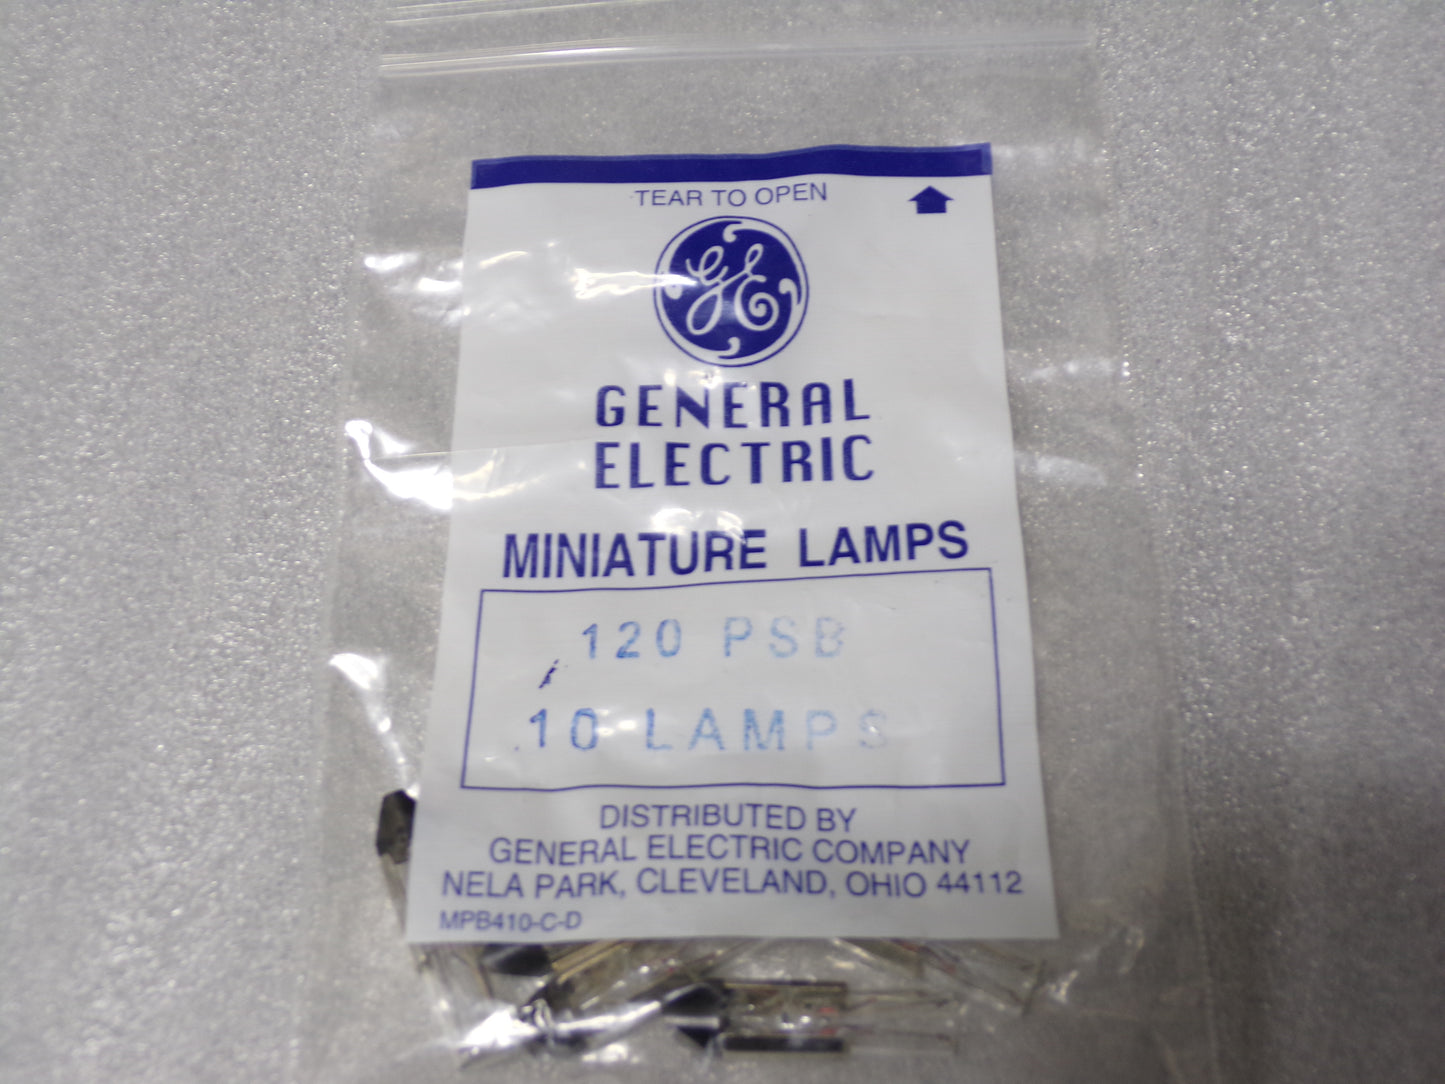 TEAR TO OPEN
GE
GENERAL
ELECTRIC
MINIATURE LAMPS
120 PSB
10 LAMPS
DISTRIBUTED BY
GENERAL ELECTRIC COMPANY
NELA PARK, CLEVELAND, OHIO 44112
MPB410-C-D